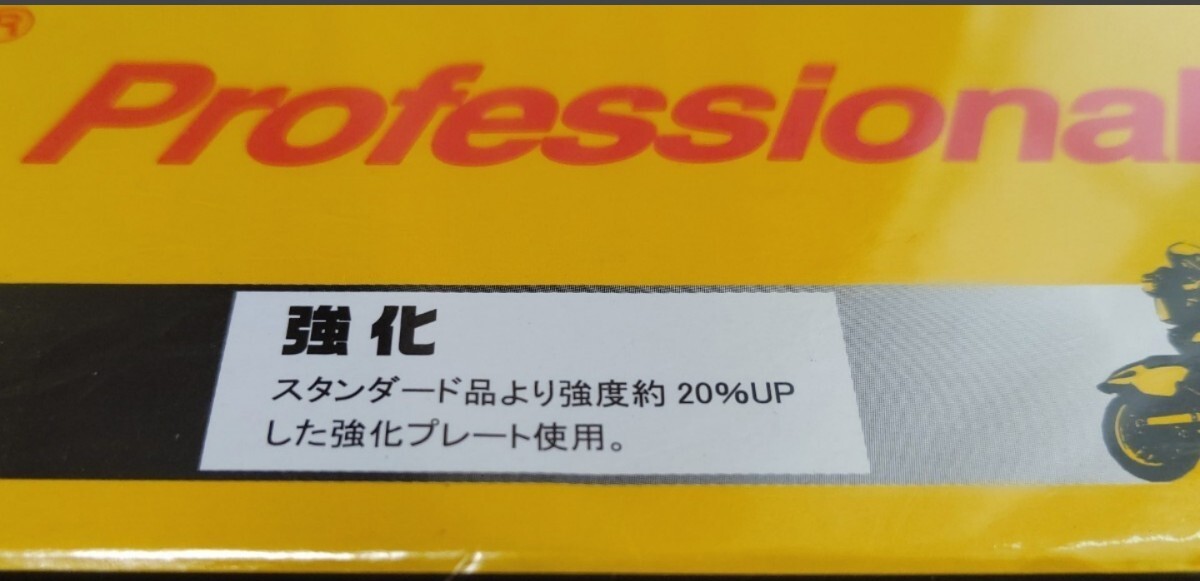 ®
Professional
強化
スタンダード品より強度約 20%UP
した強化プレート使用。